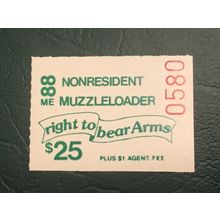 88
ME
NONRESIDENT
MUZZLELOADER
right to bear Arms
$25
PLUS $1 AGENT FEE
0580